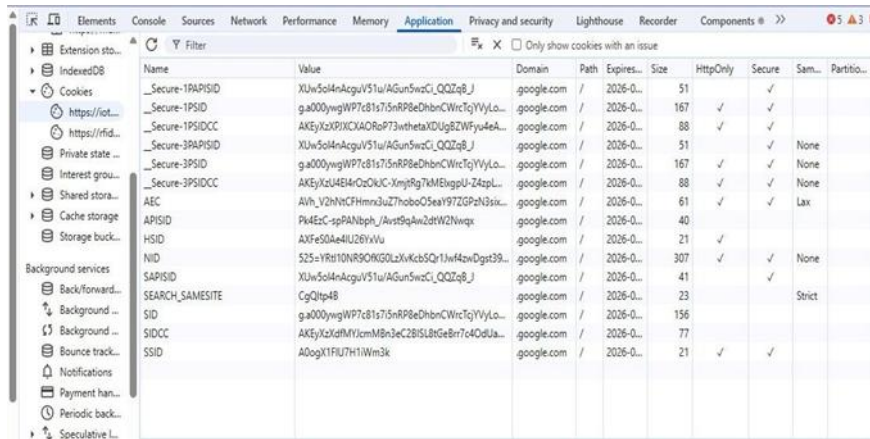 Elements Console Sources Network Performance Memory Application Privacy and security Lighthouse Recorder Components 5 3
Extension sto...
IndexedDB
Cookies
https://iot...
https://rfid...
Private state ...
Interest grou...
Shared stora...
Cache storage
Storage buck...
Background services
Back/forward...
Background ...
Background ...
Bounce track...
Notifications
Payment han...
Periodic back...
Speculative l...
Filter Only show cookies with an issue
Name Value Domain Path Expires... Size HttpOnly Secure Sam... Partitio...
__Secure-1PAPISID .google.com / 2026-0... 51 ✓
__Secure-1PSID .google.com / 2026-0... 167 ✓ ✓
__Secure-1PSIDCC .google.com / 2026-0... 88 ✓ ✓
__Secure-3PAPISID .google.com / 2026-0... 51 ✓ None
__Secure-3PSID .google.com / 2026-0... 167 ✓ ✓ None
__Secure-3PSIDCC .google.com / 2026-0... 88 ✓ ✓ None
AEC .google.com / 2026-0... 61 ✓ ✓ Lax
APISID .google.com / 2026-0... 40
HSID .google.com / 2026-0... 21 ✓
NID .google.com / 2026-0... 307 ✓ ✓ None
SAPISID .google.com / 2026-0... 41 ✓
SEARCH_SAMESITE .google.com / 2026-0... 23 Strict
SID .google.com / 2026-0... 156
SIDCC .google.com / 2026-0... 77
SSID .google.com / 2026-0... 21 ✓ ✓